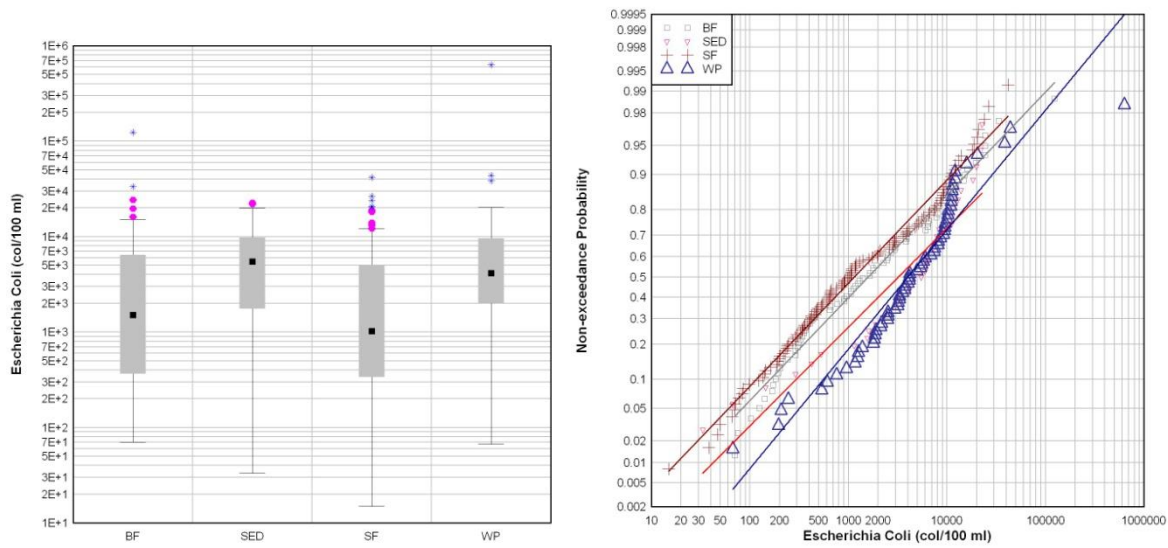 Escherichia Coli (col/100 ml)
1E+6
5E+5
3E+5
2E+5
1E+5
5E+4
3E+4
2E+4
1E+4
7E+3
5E+3
3E+3
2E+3
1E+3
7E+2
5E+2
3E+2
2E+2
1E+2
7E+1
5E+1
3E+1
2E+1
1E+1
BF SED SF WP
Non-exceedance Probability
0.9995
0.999
0.998
0.995
0.99
0.98
0.95
0.9
0.8
0.7
0.6
0.5
0.4
0.3
0.2
0.1
0.05
0.02
0.01
0.005
0.002
BF
SED
SF
WP
10 20 30 50 100 200 500 1000 2000 10000 100000 1000000
Escherichia Coli (col/100 ml)